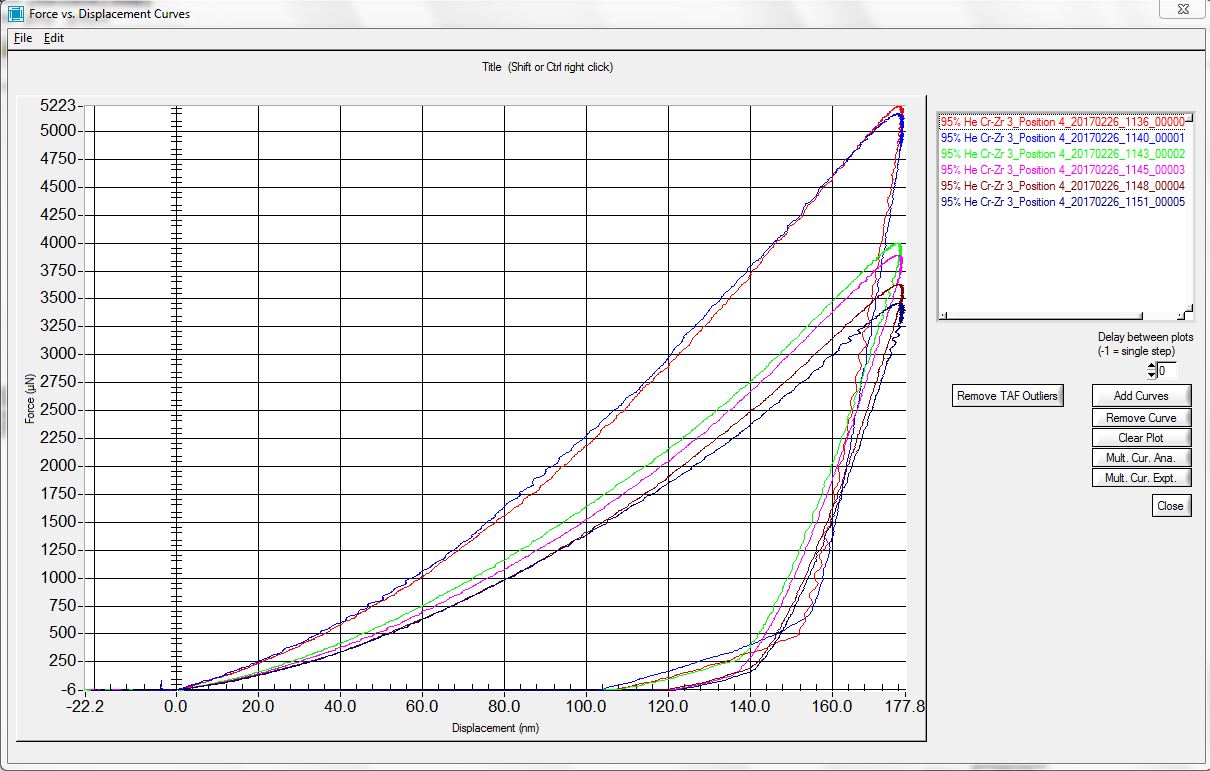 Force vs. Displacement Curves
File Edit
Title (Shift or Ctrl right click)
5223
5000
4750
4500
4250
4000
3750
3500
3250
3000
2750
2500
2250
2000
1750
1500
1250
1000
750
500
250
-6
Force (µN)
-22.2 0.0 20.0 40.0 60.0 80.0 100.0 120.0 140.0 160.0 177.8
Displacement (nm)
95% He Cr-Zr 3_Position 4_20170226_1136_00000
95% He Cr-Zr 3_Position 4_20170226_1140_00001
95% He Cr-Zr 3_Position 4_20170226_1143_00002
95% He Cr-Zr 3_Position 4_20170226_1145_00003
95% He Cr-Zr 3_Position 4_20170226_1148_00004
95% He Cr-Zr 3_Position 4_20170226_1151_00005
Delay between plots
(-1 = single step)
0
Remove TAF Outliers
Add Curves
Remove Curve
Clear Plot
Mult. Cur. Ana.
Mult. Cur. Expt.
Close